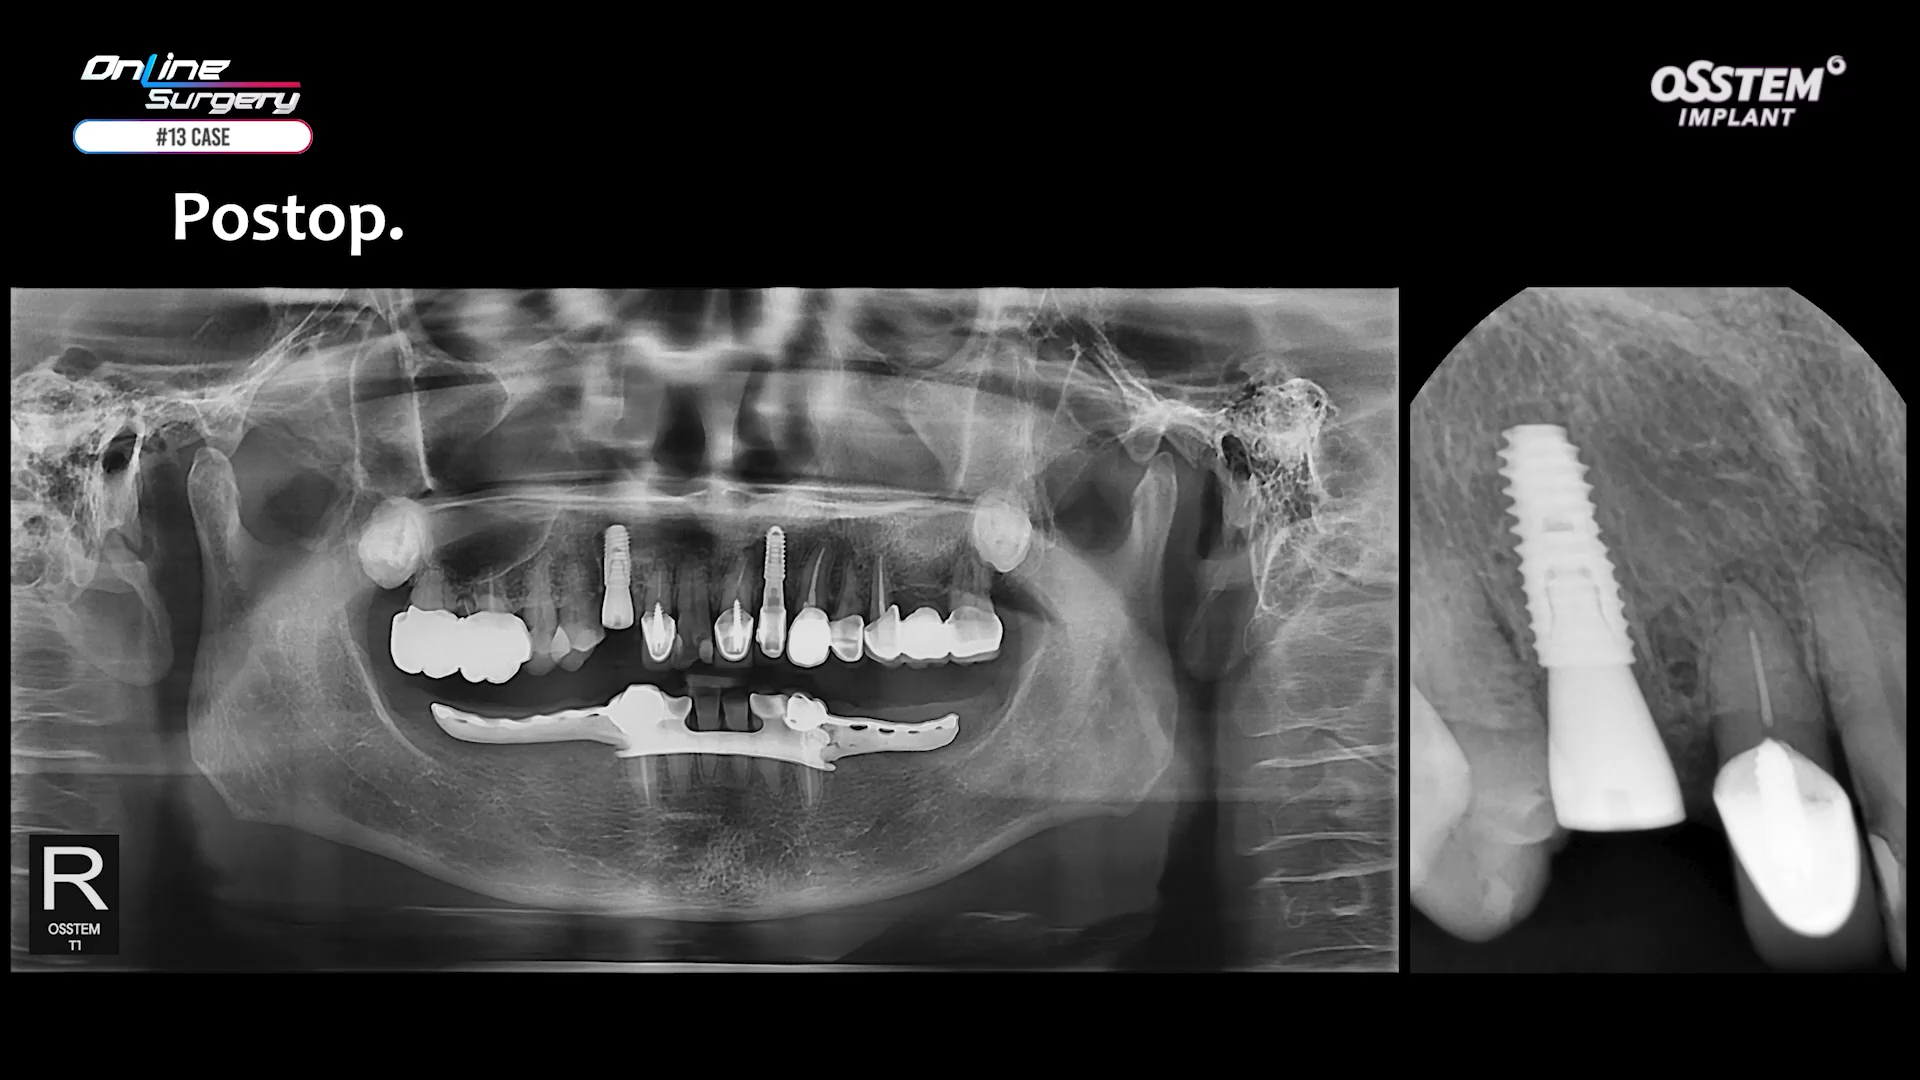 OnLine
Surgery
#13 CASE
OSSTEM
IMPLANT
Postop.
R
OSSTEM
T1